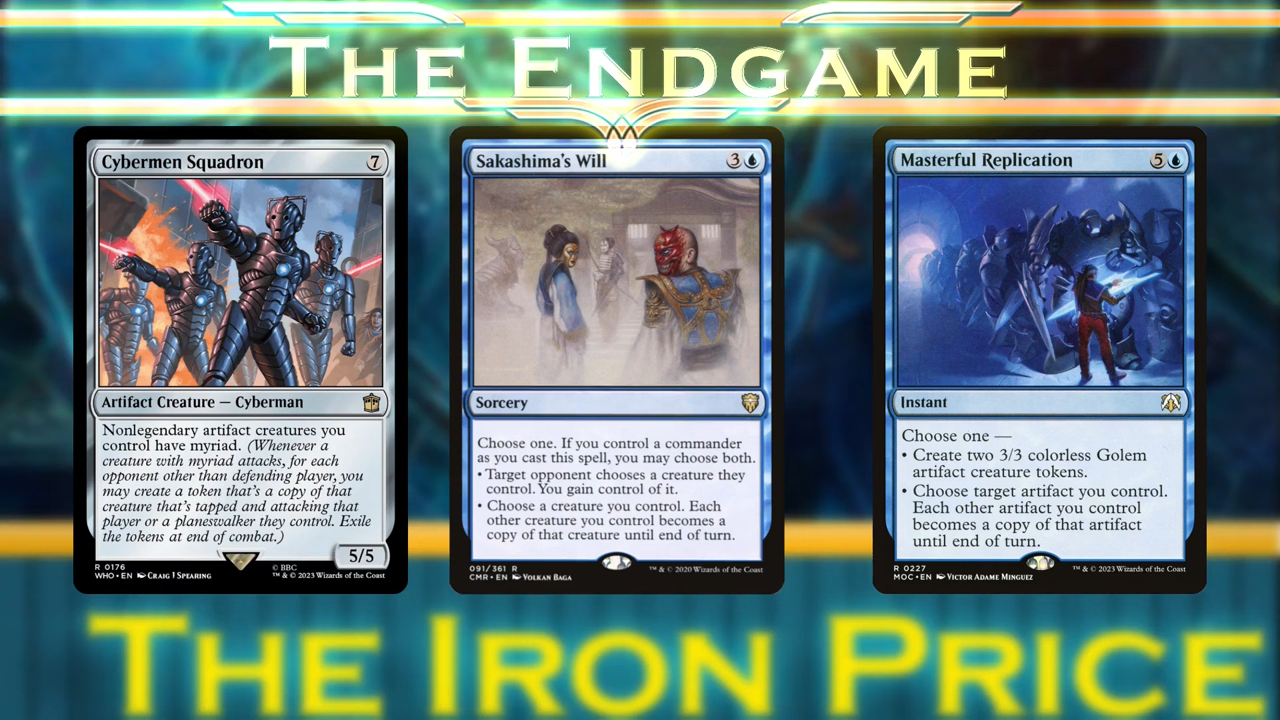 THE ENDGAME
Cybermen Squadron 7
Artifact Creature — Cyberman
Nonlegendary artifact creatures you
control have myriad. (Whenever a
creature with myriad attacks, for each
opponent other than defending player, you
may create a token that's a copy of that
creature that's tapped and attacking that
player or a planeswalker they control. Exile
the tokens at end of combat.)
5/5
R 0176
WHO • EN CRAIG J SPEARING
© BBC
™ & © 2023 Wizards of the Coast
Sakashima's Will 3
Sorcery
Choose one. If you control a commander
as you cast this spell, you may choose both.
• Target opponent chooses a creature they
control. You gain control of it.
• Choose a creature you control. Each
other creature you control becomes a
copy of that creature until end of turn.
091/361 R
CMR • EN VOLKAN BAGA
™ & © 2020 Wizards of the Coast
Masterful Replication 5
Instant
Choose one —
• Create two 3/3 colorless Golem
artifact creature tokens.
• Choose target artifact you control.
Each other artifact you control
becomes a copy of that artifact
until end of turn.
R 0227
MOC • EN VICTOR ADAME MINGUEZ
™ & © 2023 Wizards of the Coast
THE IRON PRICE